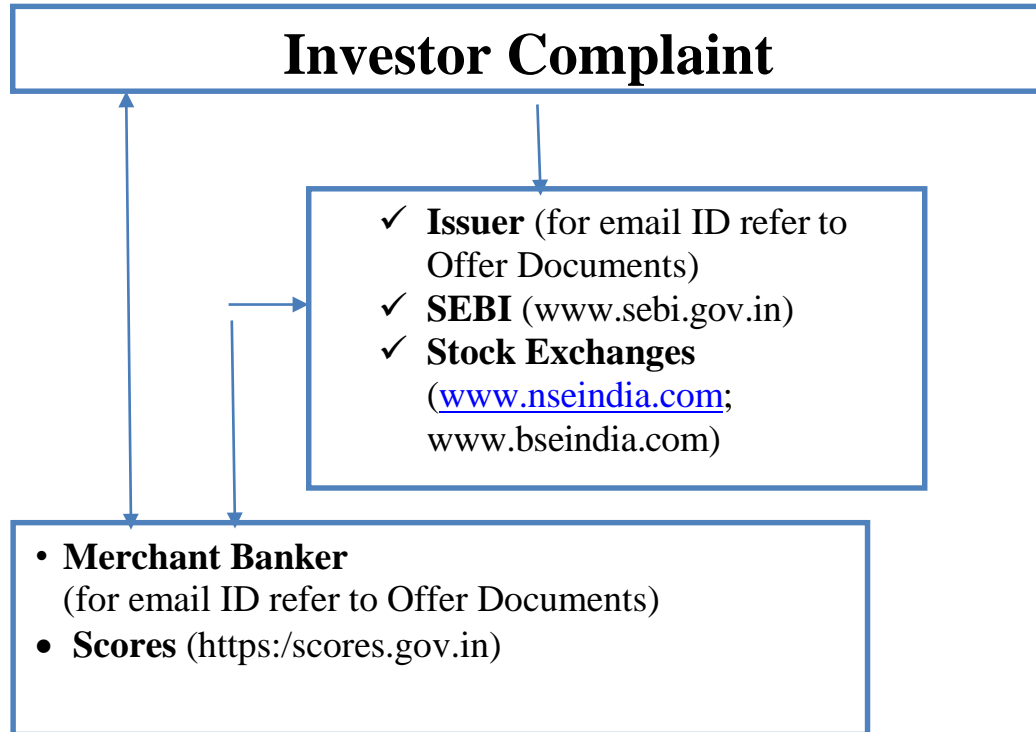 Investor Complaint
✓ Issuer (for email ID refer to
Offer Documents)
✓ SEBI (www.sebi.gov.in)
✓ Stock Exchanges
(www.nseindia.com;
www.bseindia.com)
• Merchant Banker
(for email ID refer to Offer Documents)
• Scores (https:/scores.gov.in)